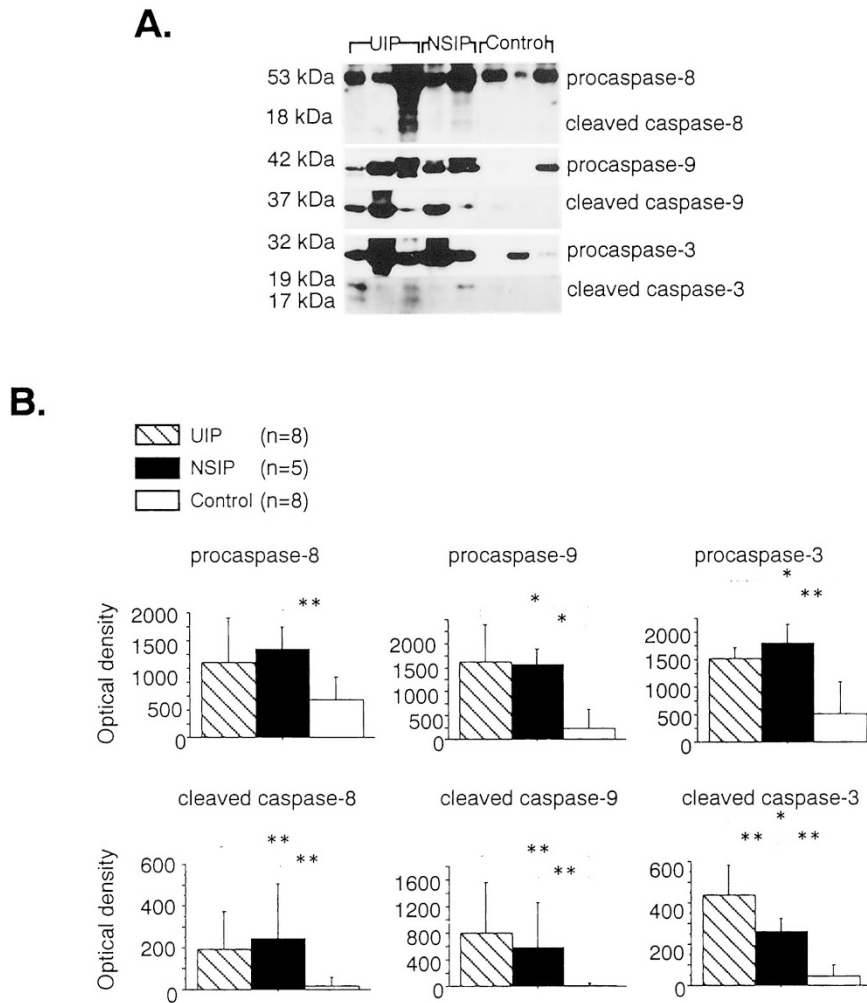 A.
UIP NSIP Control
53 kDa procaspase-8
18 kDa cleaved caspase-8
42 kDa procaspase-9
37 kDa cleaved caspase-9
32 kDa procaspase-3
19 kDa cleaved caspase-3
17 kDa
B.
UIP (n=8)
NSIP (n=5)
Control (n=8)
procaspase-8 procaspase-9 procaspase-3
** * * * **
Optical density
2000 2000 2000
1500 1500 1500
1000 1000 1000
500 500 500
0 0 0
cleaved caspase-8 cleaved caspase-9 cleaved caspase-3
** ** ** ** ** * **
Optical density
600 1600 600
400 1200 400
200 800 200
0 400 0
0